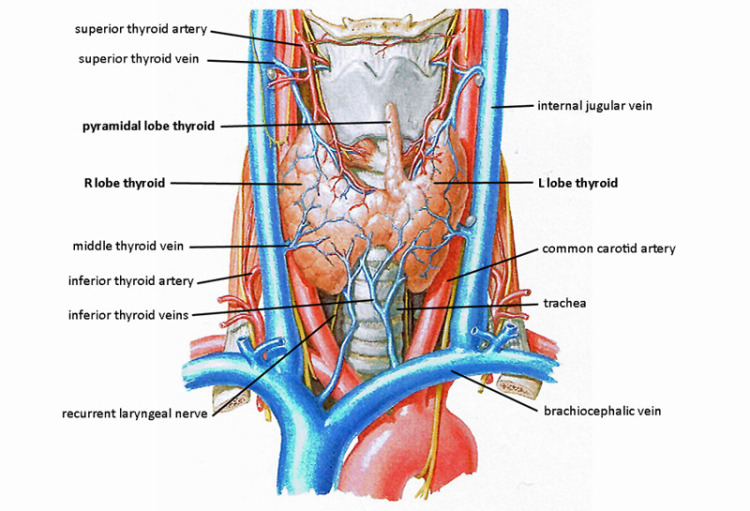 superior thyroid artery
superior thyroid vein
pyramidal lobe thyroid
R lobe thyroid
middle thyroid vein
inferior thyroid artery
inferior thyroid veins
recurrent laryngeal nerve
internal jugular vein
L lobe thyroid
common carotid artery
trachea
brachiocephalic vein